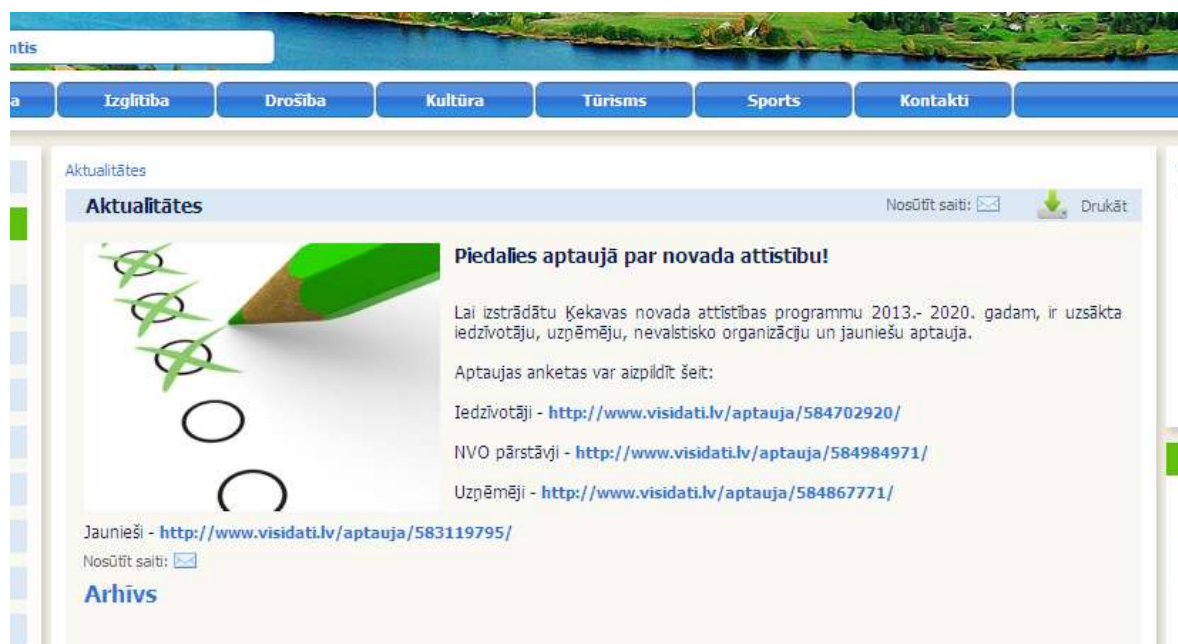 ntis
a Izglītība Drošība Kultūra Tūrisms Sports Kontakti
Aktualitātes
Aktualitātes Nosūtīt saiti: Drukāt
Piedalies aptaujā par novada attīstību!
Lai izstrādātu Ķekavas novada attīstības programmu 2013.- 2020. gadam, ir uzsākta
iedzīvotāju, uzņēmēju, nevalstisko organizāciju un jauniešu aptauja.
Aptaujas anketas var aizpildīt šeit:
Iedzīvotāji - http://www.visidati.lv/aptauja/584702920/
NVO pārstāvji - http://www.visidati.lv/aptauja/584984971/
Uzņēmēji - http://www.visidati.lv/aptauja/584867771/
Jaunieši - http://www.visidati.lv/aptauja/583119795/
Nosūtīt saiti:
Arhīvs